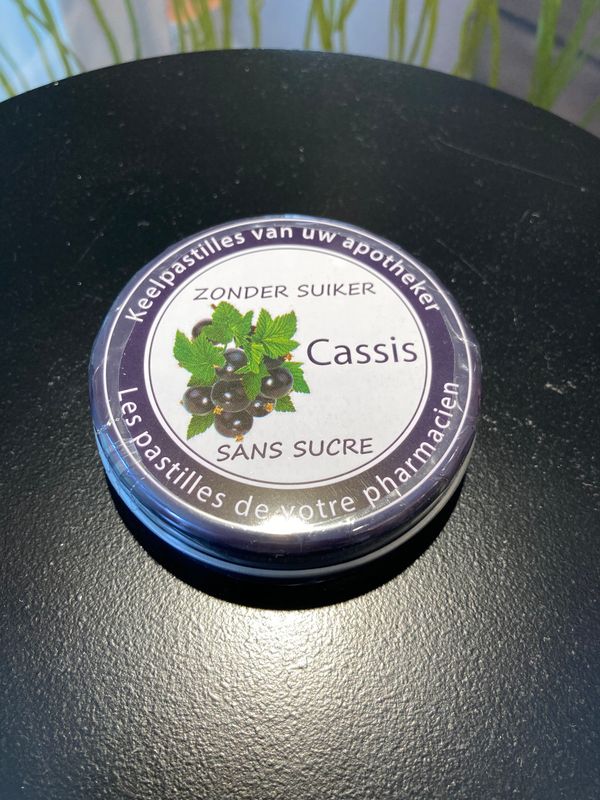 Keelpastilles van uw apotheker
ZONDER SUIKER
Cassis
SANS SUCRE
Les pastilles de votre pharmacien